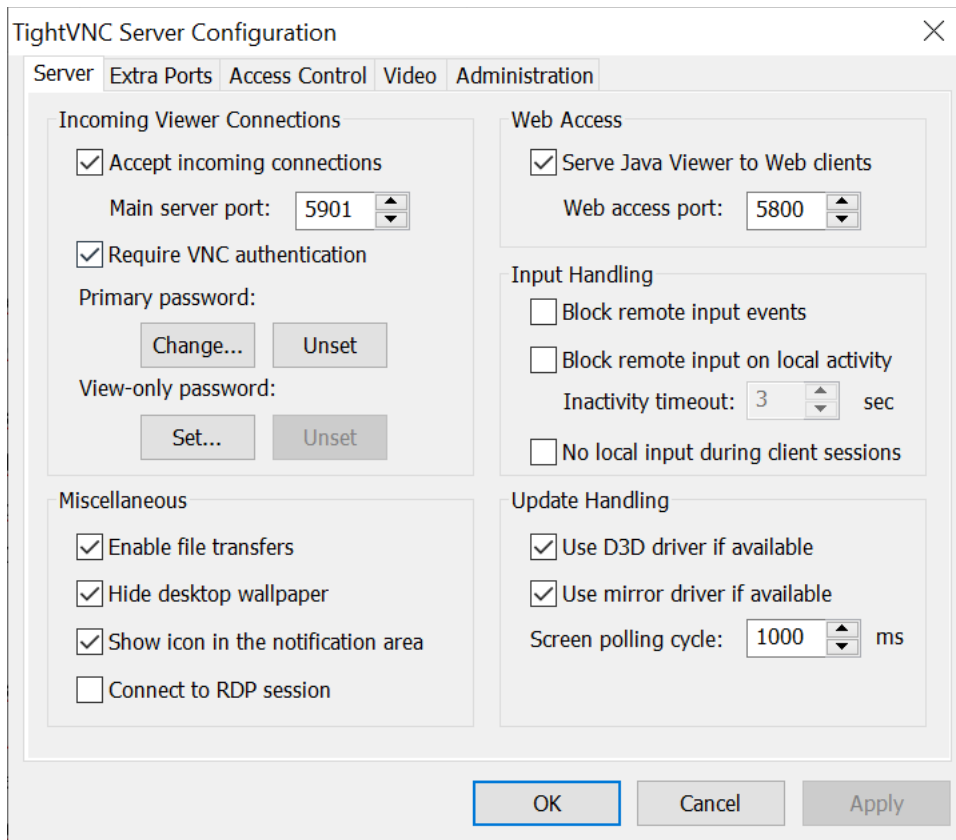 TightVNC Server Configuration
Server Extra Ports Access Control Video Administration
Incoming Viewer Connections
Accept incoming connections
Main server port: 5901
Require VNC authentication
Primary password:
Change... Unset
View-only password:
Set... Unset
Miscellaneous
Enable file transfers
Hide desktop wallpaper
Show icon in the notification area
Connect to RDP session
Web Access
Serve Java Viewer to Web clients
Web access port: 5800
Input Handling
Block remote input events
Block remote input on local activity
Inactivity timeout: 3 sec
No local input during client sessions
Update Handling
Use D3D driver if available
Use mirror driver if available
Screen polling cycle: 1000 ms
OK Cancel Apply